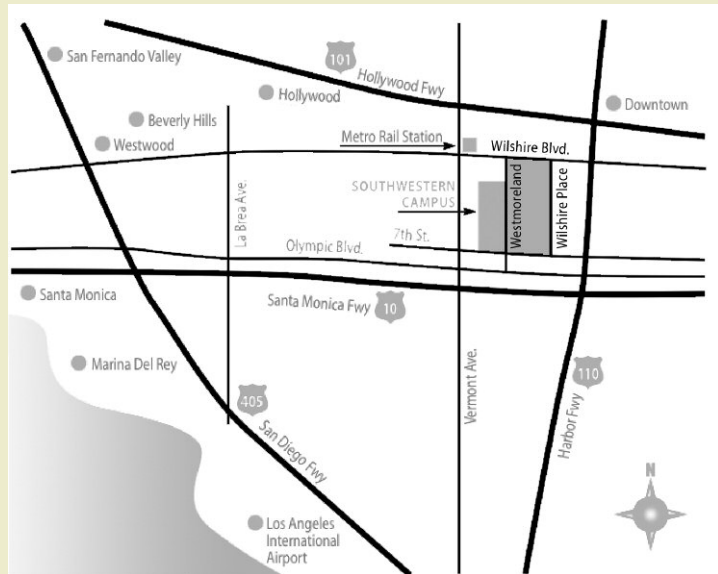 San Fernando Valley
101
Hollywood Fwy
Hollywood
Downtown
Beverly Hills
Westwood
Metro Rail Station
Wilshire Blvd.
SOUTHWESTERN
CAMPUS
Westmoreland
Wilshire Place
La Brea Ave.
7th St.
Olympic Blvd.
Santa Monica
Santa Monica Fwy
10
Marina Del Rey
Vermont Ave.
110
Harbor Fwy
405
San Diego Fwy
N
Los Angeles
International
Airport